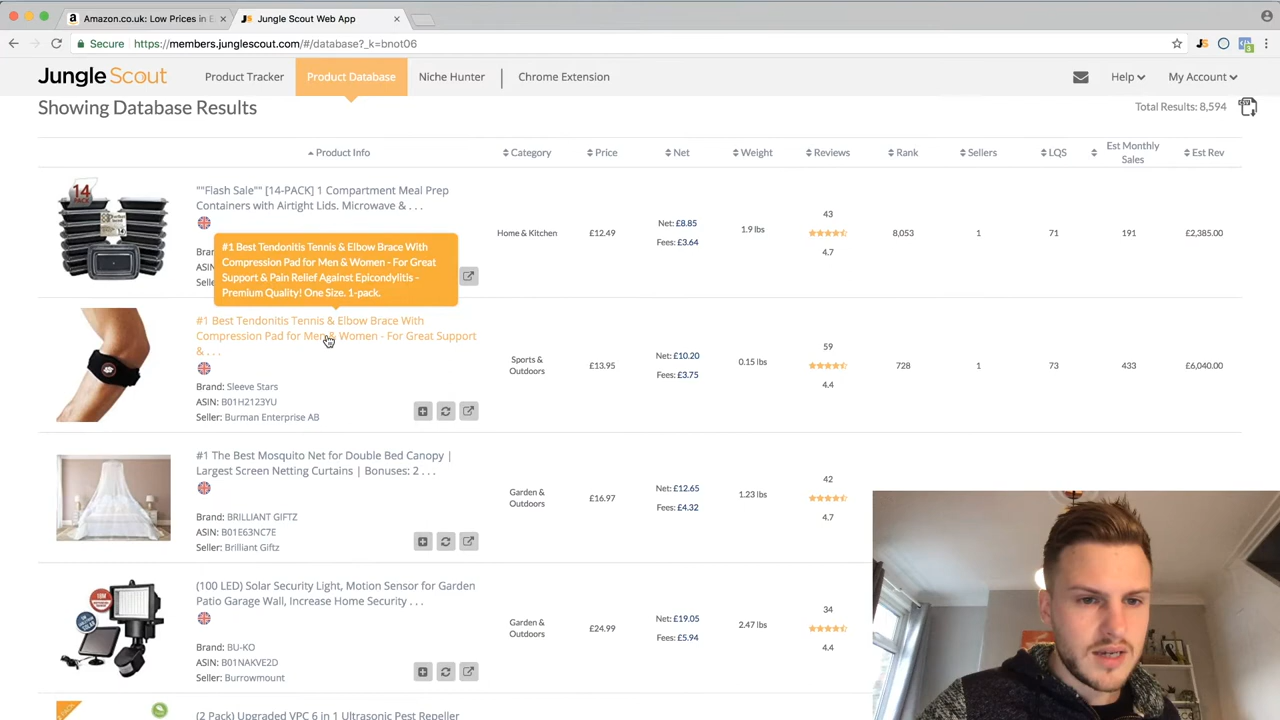 Amazon.co.uk: Low Prices in E
Jungle Scout Web App
Secure
https://members.junglescout.com/#/database?_k=bnot06
Jungle Scout
Product Tracker
Product Database
Niche Hunter
Chrome Extension
Help
My Account
Showing Database Results
Total Results: 8,594
CSV
Product Info
Category
Price
Net
Weight
Reviews
Rank
Sellers
LQS
Est Monthly
Sales
Est Rev
""Flash Sale"" [14-PACK] 1 Compartment Meal Prep
Containers with Airtight Lids. Microwave & . . .
14
Bra
ASIN
Selle
Home & Kitchen
£12.49
Net: £8.85
Fees: £3.64
1.9 lbs
43
4.7
8,053
1
71
191
£2,385.00
#1 Best Tendonitis Tennis & Elbow Brace With
Compression Pad for Men & Women - For Great
Support & Pain Relief Against Epicondylitis -
Premium Quality! One Size. 1-pack.
#1 Best Tendonitis Tennis & Elbow Brace With
Compression Pad for Men & Women - For Great Support
& . . .
Brand: Sleeve Stars
ASIN: B01H2123YU
Seller: Burman Enterprise AB
Sports &
Outdoors
£13.95
Net: £10.20
Fees: £3.75
0.15 lbs
59
4.4
728
1
73
433
£6,040.00
#1 The Best Mosquito Net for Double Bed Canopy |
Largest Screen Netting Curtains | Bonuses: 2 . . .
Brand: BRILLIANT GIFTZ
ASIN: B01E63NC7E
Seller: Brilliant Giftz
Garden &
Outdoors
£16.97
Net: £12.65
Fees: £4.32
1.23 lbs
42
4.7
(100 LED) Solar Security Light, Motion Sensor for Garden
Patio Garage Wall, Increase Home Security . . .
Brand: BU-KO
ASIN: B01NAKVE2D
Seller: Burrowmount
Garden &
Outdoors
£24.99
Net: £19.05
Fees: £5.94
2.47 lbs
34
4.4
(2 Pack) Upgraded VPC 6 in 1 Ultrasonic Pest Repeller